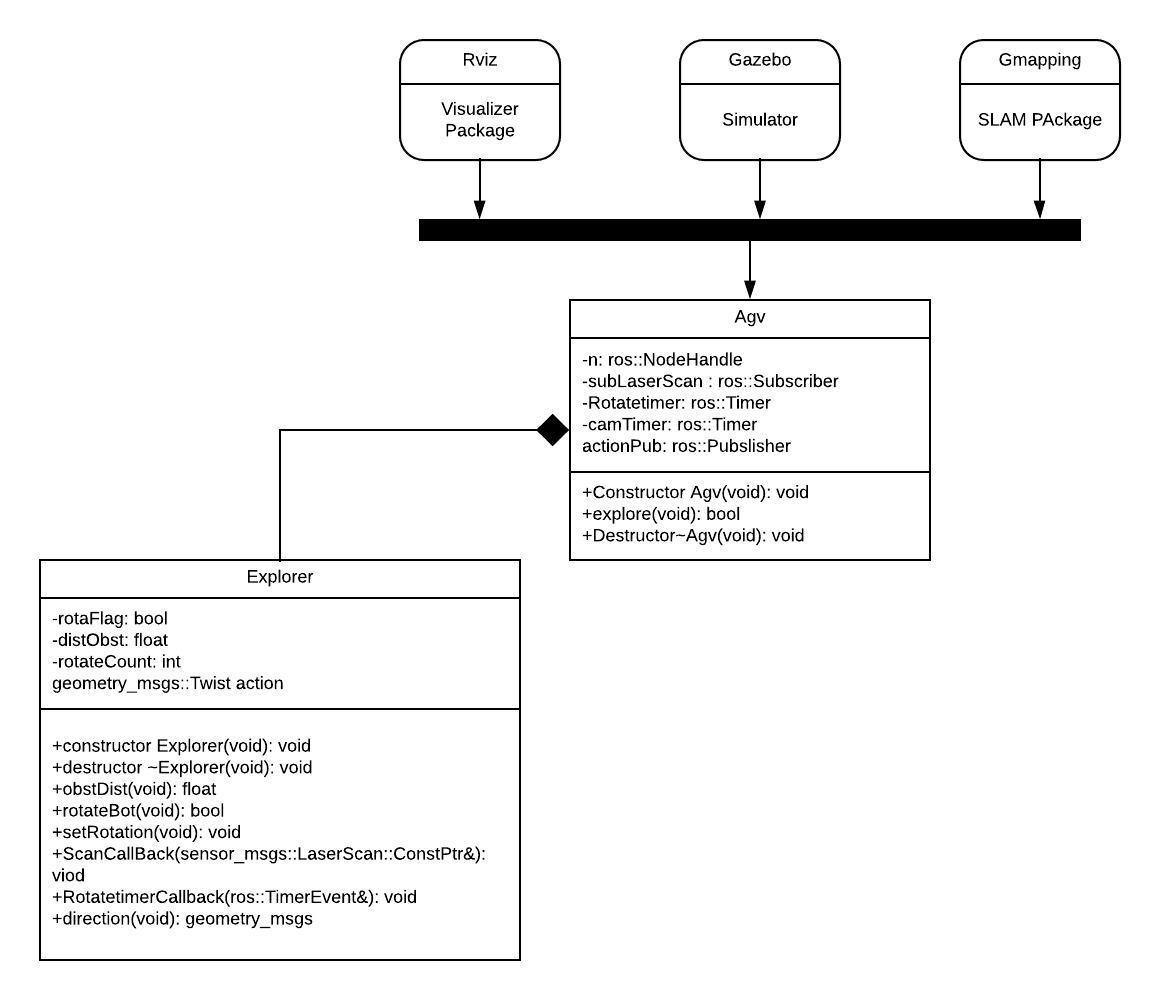 Rviz
Visualizer
Package
Gazebo
Simulator
Gmapping
SLAM PAckage
Agv
-n: ros::NodeHandle
-subLaserScan : ros::Subscriber
-Rotatetimer: ros::Timer
-camTimer: ros::Timer
actionPub: ros::Pubslisher
+Constructor Agv(void): void
+explore(void): bool
+Destructor~Agv(void): void
Explorer
-rotaFlag: bool
-distObst: float
-rotateCount: int
geometry_msgs::Twist action
+constructor Explorer(void): void
+destructor ~Explorer(void): void
+obstDist(void): float
+rotateBot(void): bool
+setRotation(void): void
+ScanCallBack(sensor_msgs::LaserScan::ConstPtr&):
viod
+RotatetimerCallback(ros::TimerEvent&): void
+direction(void): geometry_msgs